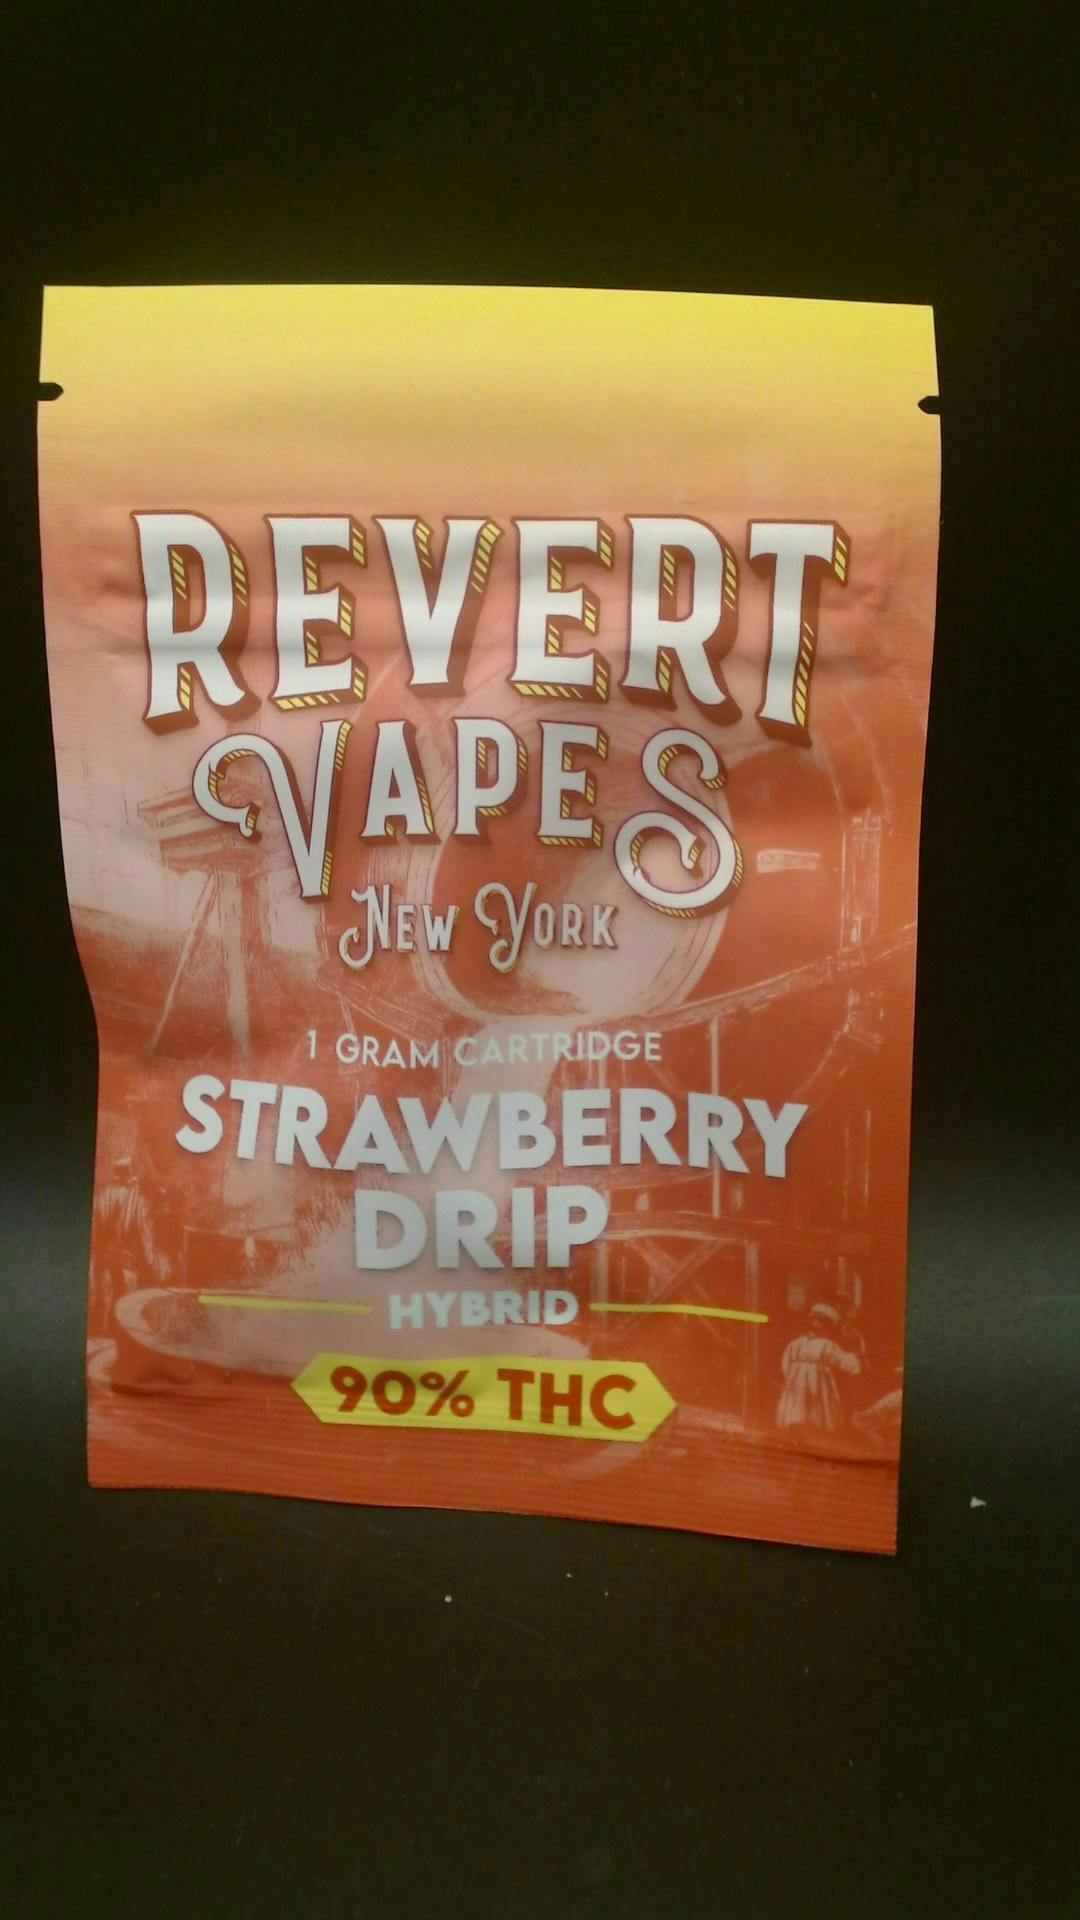 REVERT
VAPES
NEW YORK
1 GRAM CARTRIDGE
STRAWBERRY
DRIP
HYBRID
90% THC